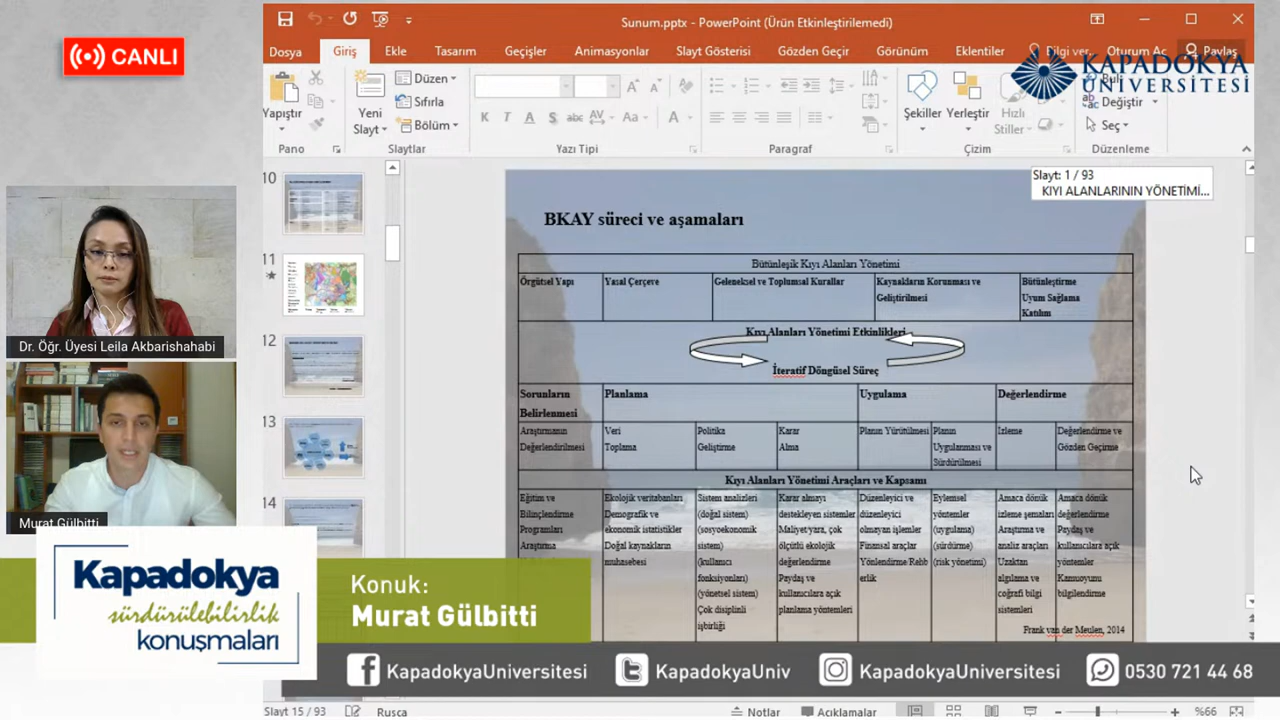 CANLI
Sunum.pptx - PowerPoint (Ürün Etkinleştirilemedi)
Dosya Giriş Ekle Tasarım Geçişler Animasyonlar Slayt Gösterisi Gözden Geçir Görünüm Eklentiler Bilgi ver. Oturum Aç Paylaş
KAPADOKYA
ÜNİVERSİTESİ
Yapıştır
Yeni
Slayt
Düzen
Sıfırla
Bölüm
K T A S abc AV Aa A
Şekiller
Yerleştir
Hızlı
Stiller
Bul
Değiştir
Seç
Pano Slaytlar Yazı Tipi Paragraf Çizim Düzenleme
10
11
12
13
14
Slayt: 1 / 93
KIYI ALANLARININ YÖNETİMİ...
BKAY süreci ve aşamaları
Bütünleşik Kıyı Alanları Yönetimi
Örgütsel Yapı
Yasal Çerçeve
Geleneksel ve Toplumsal Kurallar
Kaynakların Korunması ve
Geliştirilmesi
Bütünleştirme
Uyum Sağlama
Katılım
Kıyı Alanları Yönetimi Etkinlikleri
İteratif Döngüsel Süreç
Sorunların
Belirlenmesi
Planlama
Uygulama
Değerlendirme
Araştırmanın
Değerlendirilmesi
Veri
Toplama
Politika
Geliştirme
Karar
Alma
Planın Yürütülmesi
Planın
Uygulanması ve
Sürdürülmesi
İzleme
Değerlendirme ve
Gözden Geçirme
Kıyı Alanları Yönetimi Araçları ve Kapsamı
Eğitim ve
Bilinçlendirme
Programları
Araştırma
Ekolojik veritabanları
Demografik ve
ekonomik istatistikler
Doğal kaynakların
muhasebesi
Sistem analizleri
(doğal sistem)
(sosyoekonomik
sistem)
(kullanıcı
fonksiyonları)
(yönetsel sistem)
Çok disiplinli
işbirliği
Karar almayı
destekleyen sistemler
Maliyet/yara, çok
ölçütlü ekolojik
değerlendirme
Paydaş ve
kullanıcılara açık
planlama yöntemleri
Düzenleyici ve
düzenleyici
olmayan işlemler
Finansal araçlar
Yönlendirme/Rehb
erlik
Eylemsel
yöntemler
(uygulama)
(sürdürme)
(risk yönetimi)
Amaca dönük
izleme şemaları
Araştırma ve
analiz araçları
Uzaktan
algılama ve
coğrafi bilgi
sistemleri
Amaca dönük
değerlendirme
Paydaş ve
kullanıcılara açık
yöntemler
Kamuoyunu
bilgilendirme
Frank van der Meulen, 2014
Dr. Öğr. Üyesi Leila Akbarishahabi
Murat Gülbitti
Kapadokya
sürdürülebilirlik
konuşmaları
Konuk:
Murat Gülbitti
KapadokyaUniversitesi KapadokyaUniv KapadokyaUniversitesi 0530 721 44 68
Slayt 15 / 93 Rusça Notlar Açıklamalar %66